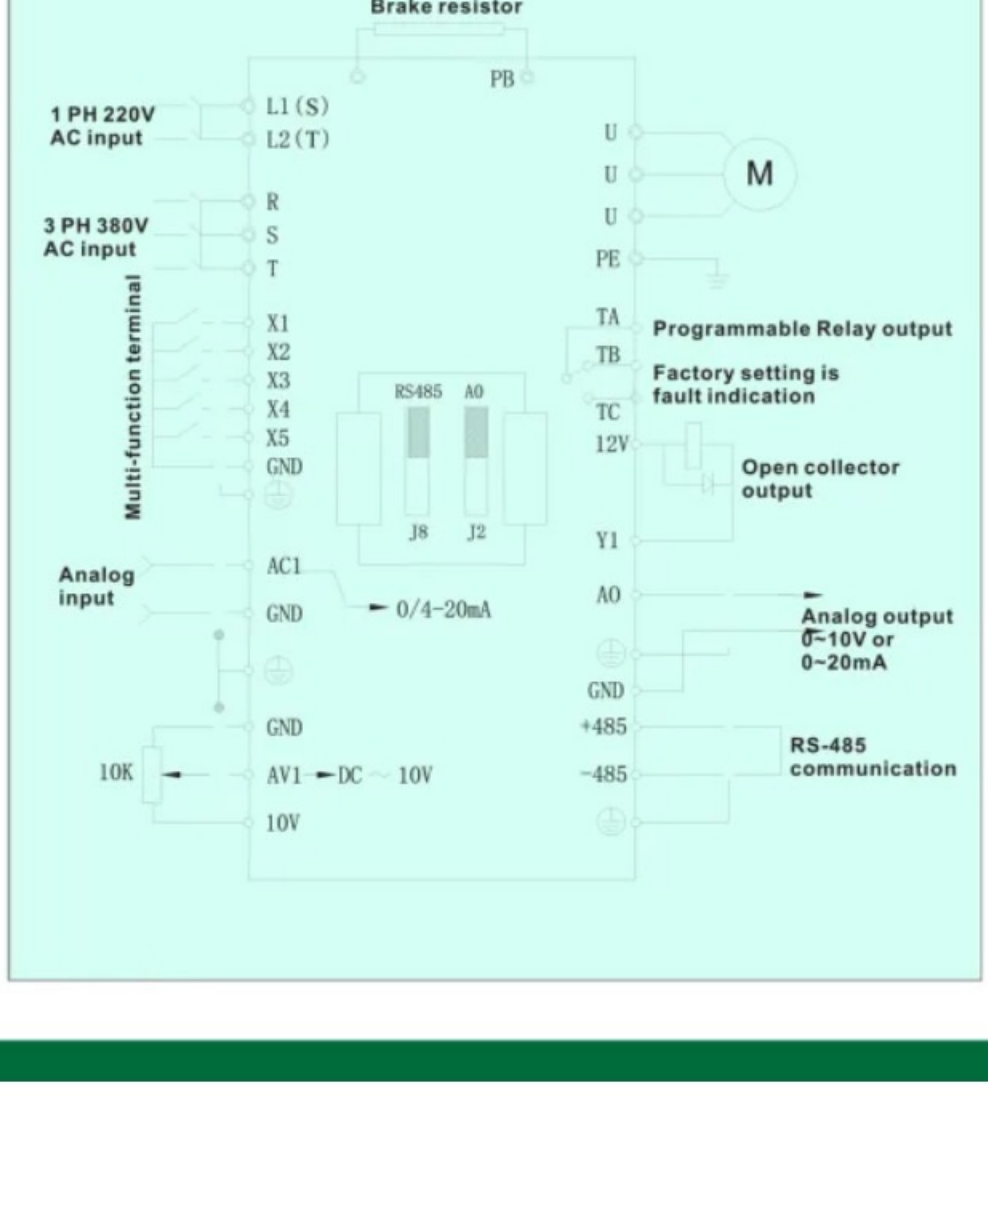 Brake resistor
PB
1 PH 220V
AC input
L1(S)
L2(T)
3 PH 380V
AC input
R
S
T
Multi-function terminal
X1
X2
X3
X4
X5
GND
Analog
input
AC1
0/4-20mA
GND
GND
10K
AV1
DC ~ 10V
10V
RS485 A0
J8 J2
U
U
U
M
PE
TA
Programmable Relay output
TB
Factory setting is
fault indication
TC
12V
Open collector
output
Y1
A0
Analog output
0~10V or
0~20mA
GND
+485
RS-485
communication
-485